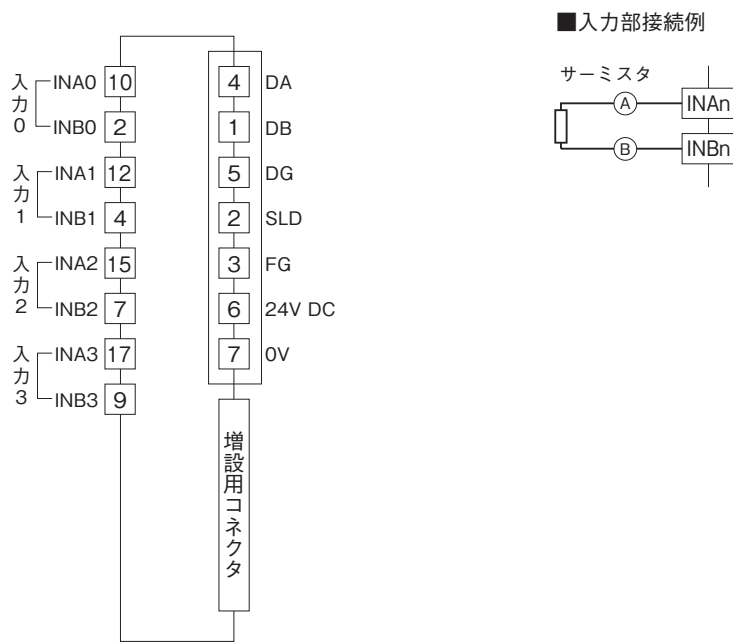 ■入力部接続例
サーミスタ
A
INAn
B
INBn
入力0
INA0 10
INB0 2
入力1
INA1 12
INB1 4
入力2
INA2 15
INB2 7
入力3
INA3 17
INB3 9
4 DA
1 DB
5 DG
2 SLD
3 FG
6 24V DC
7 0V
増設用コネクタ